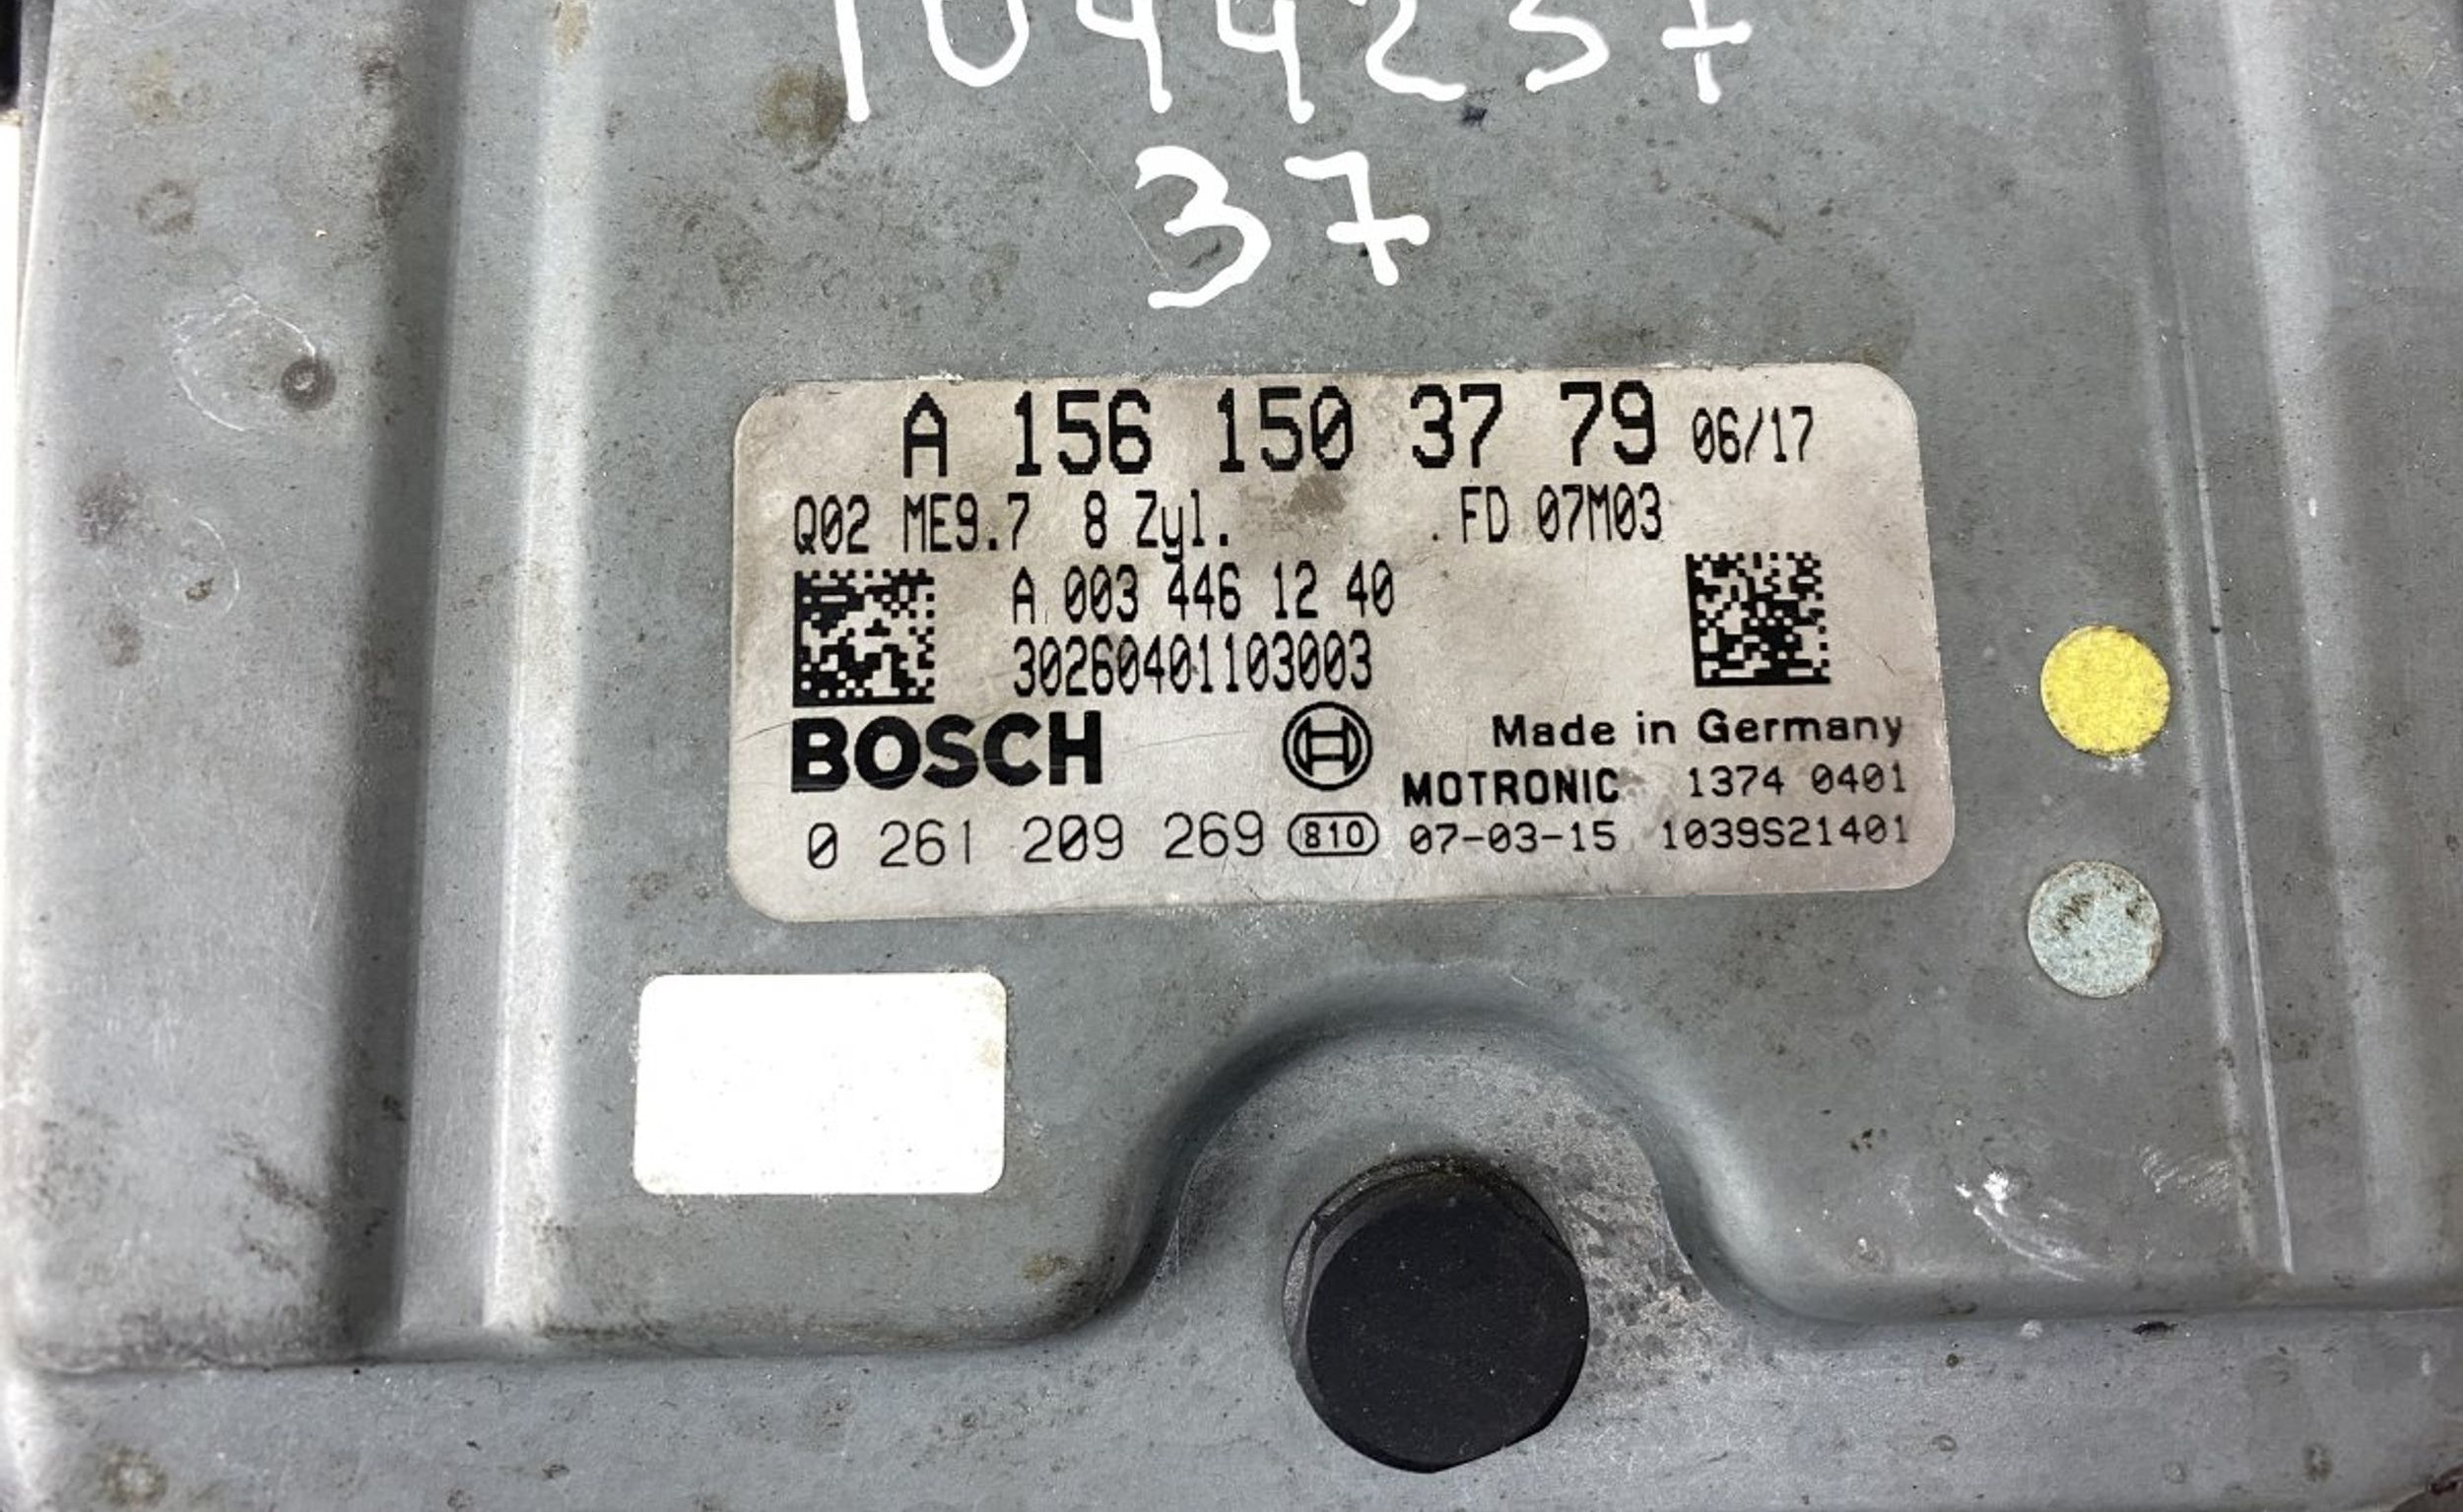 1044237
37
A 156 150 37 79 06/17
Q02 ME9.7 8 Zyl. FD 07M03
A 003 446 12 40
30260401103003
BOSCH Made in Germany
MOTRONIC 1374 0401
0 261 209 269 810 07-03-15 1039S21401